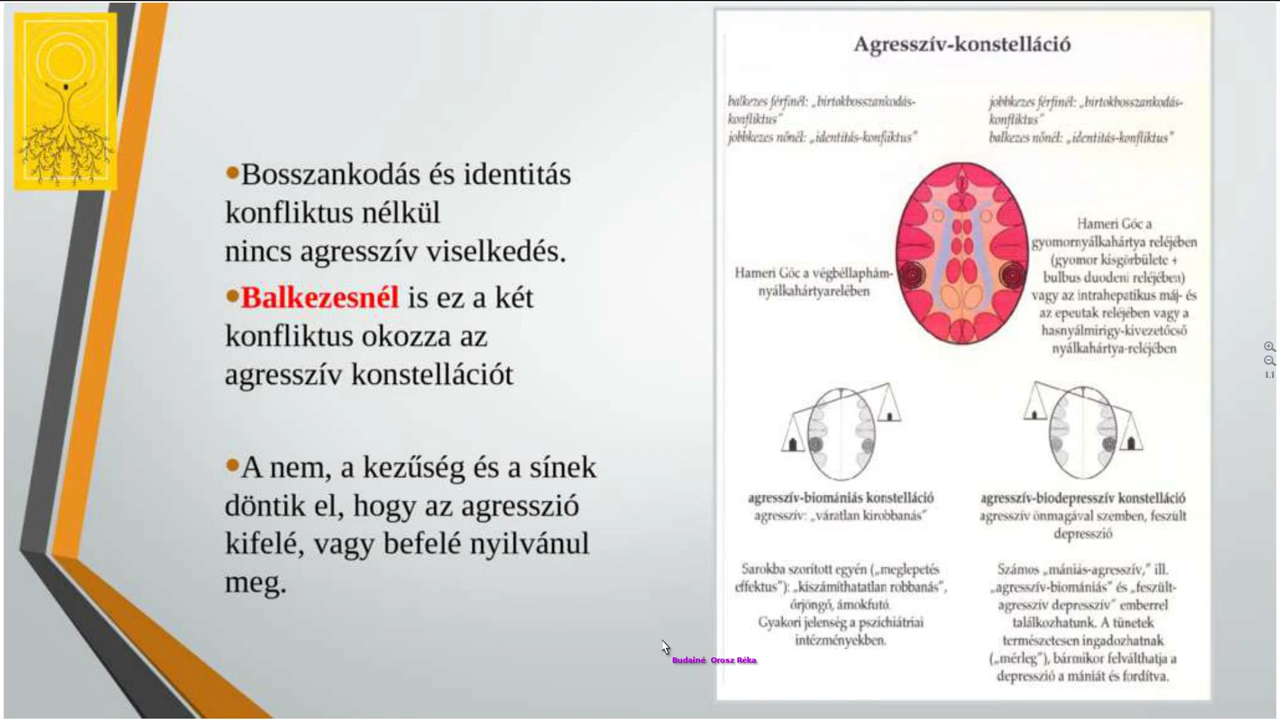 •Bosszankodás és identitás
konfliktus nélkül
nincs agresszív viselkedés.
•Balkezesnél is ez a két
konfliktus okozza az
agresszív konstellációt
•A nem, a kezűség és a sínek
döntik el, hogy az agresszió
kifelé, vagy befelé nyilvánul
meg.
Agresszív-konstelláció
balkezes férfinél: „birtokbosszankodás-
konfliktus"
jobbkezes nőnél: „identitás-konfliktus"
jobbkezes férfinél: „birtokbosszankodás-
konfliktus"
balkezes nőnél: „identitás-konfliktus"
Hameri Góc a végbéllaphám-
nyálkahártyarelében
Hameri Góc a
gyomornyálkahártya reléjében
(gyomor kisgörbülete +
bulbus duodeni reléjében)
vagy az intrahepatikus máj- és
az epeutak reléjében vagy a
hasnyálmirigy-kivezetőcső
nyálkahártya-reléjében
agresszív-biomániás konstelláció
agresszív: „váratlan kirobbanás"
agresszív-biodepresszív konstelláció
agresszív önmagával szemben, feszült
depresszió
Sarokba szorított egyén („meglepetés
effektus"): „kiszámíthatatlan robbanás",
őrjöngő, ámokfutó.
Gyakori jelenség a pszichiátriai
intézményekben.
Számos „mániás-agresszív," ill.
„agresszív-biomániás" és „feszült-
agresszív depresszív" emberrel
találkozhatunk. A tünetek
természetesen ingadozhatnak
(„mérleg"), bármikor felválthatja a
depresszió a mániát és fordítva.
Budainé Orosz Réka
1.1